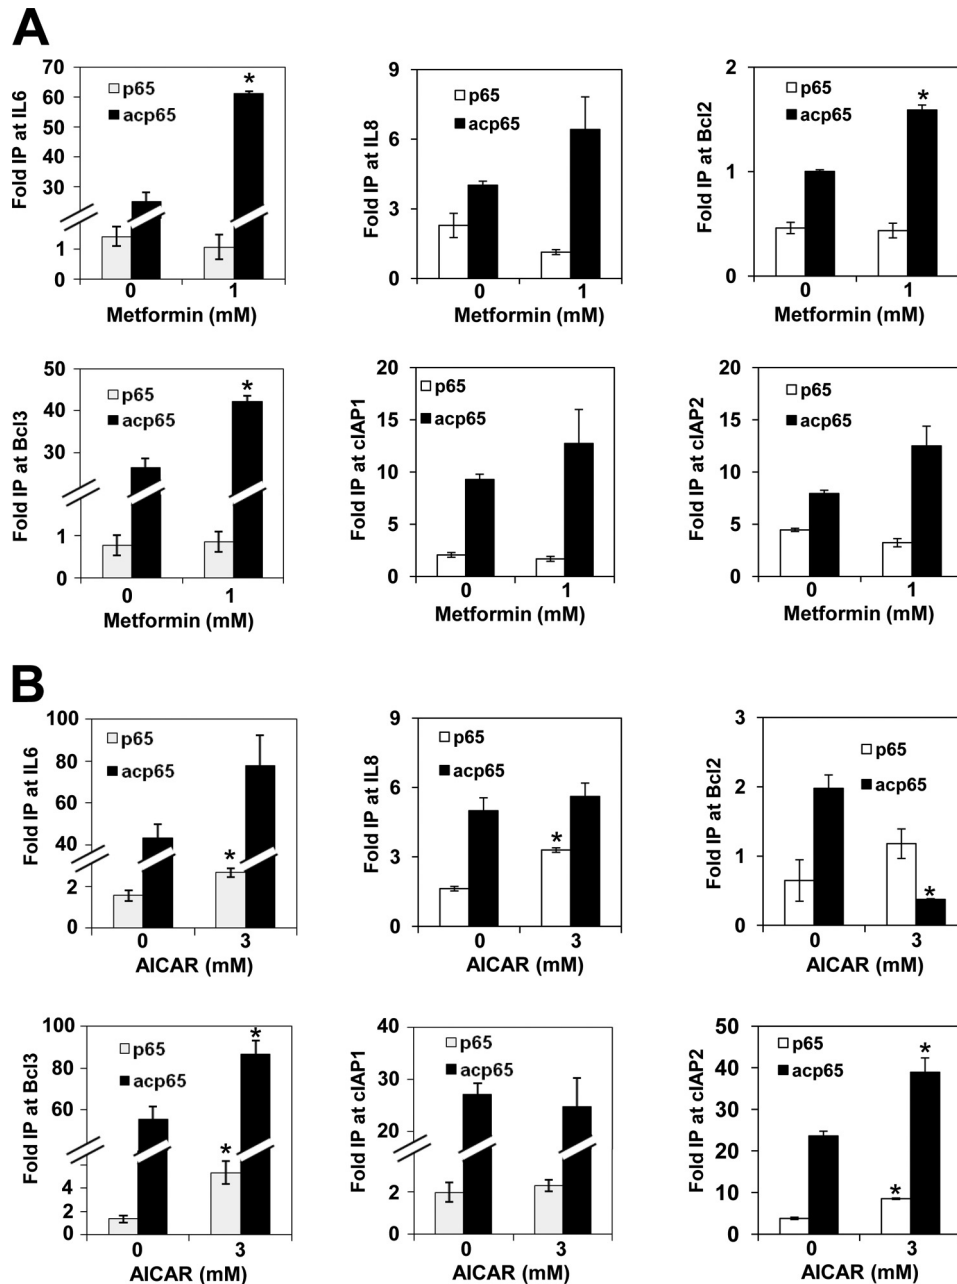 A
Fold IP at IL6
70
60
50
40
30
1
0
p65
acp65
*
0 1
Metformin (mM)
Fold IP at IL8
9
6
3
0
p65
acp65
0 1
Metformin (mM)
Fold IP at Bcl2
2
1
0
p65
acp65
*
0 1
Metformin (mM)
Fold IP at Bcl3
50
40
30
1
0
p65
acp65
*
0 1
Metformin (mM)
Fold IP at cIAP1
20
15
10
5
0
p65
acp65
0 1
Metformin (mM)
Fold IP at cIAP2
20
15
10
5
0
p65
acp65
0 1
Metformin (mM)
B
Fold IP at IL6
100
80
60
40
2
0
p65
acp65
*
0 3
AICAR (mM)
Fold IP at IL8
9
6
3
0
p65
acp65
*
0 3
AICAR (mM)
Fold IP at Bcl2
3
2
1
0
p65
acp65
*
0 3
AICAR (mM)
Fold IP at Bcl3
100
80
60
4
2
0
p65
acp65
*
*
0 3
AICAR (mM)
Fold IP at cIAP1
40
30
20
2
0
p65
acp65
0 3
AICAR (mM)
Fold IP at cIAP2
50
40
30
20
10
0
p65
acp65
*
*
0 3
AICAR (mM)